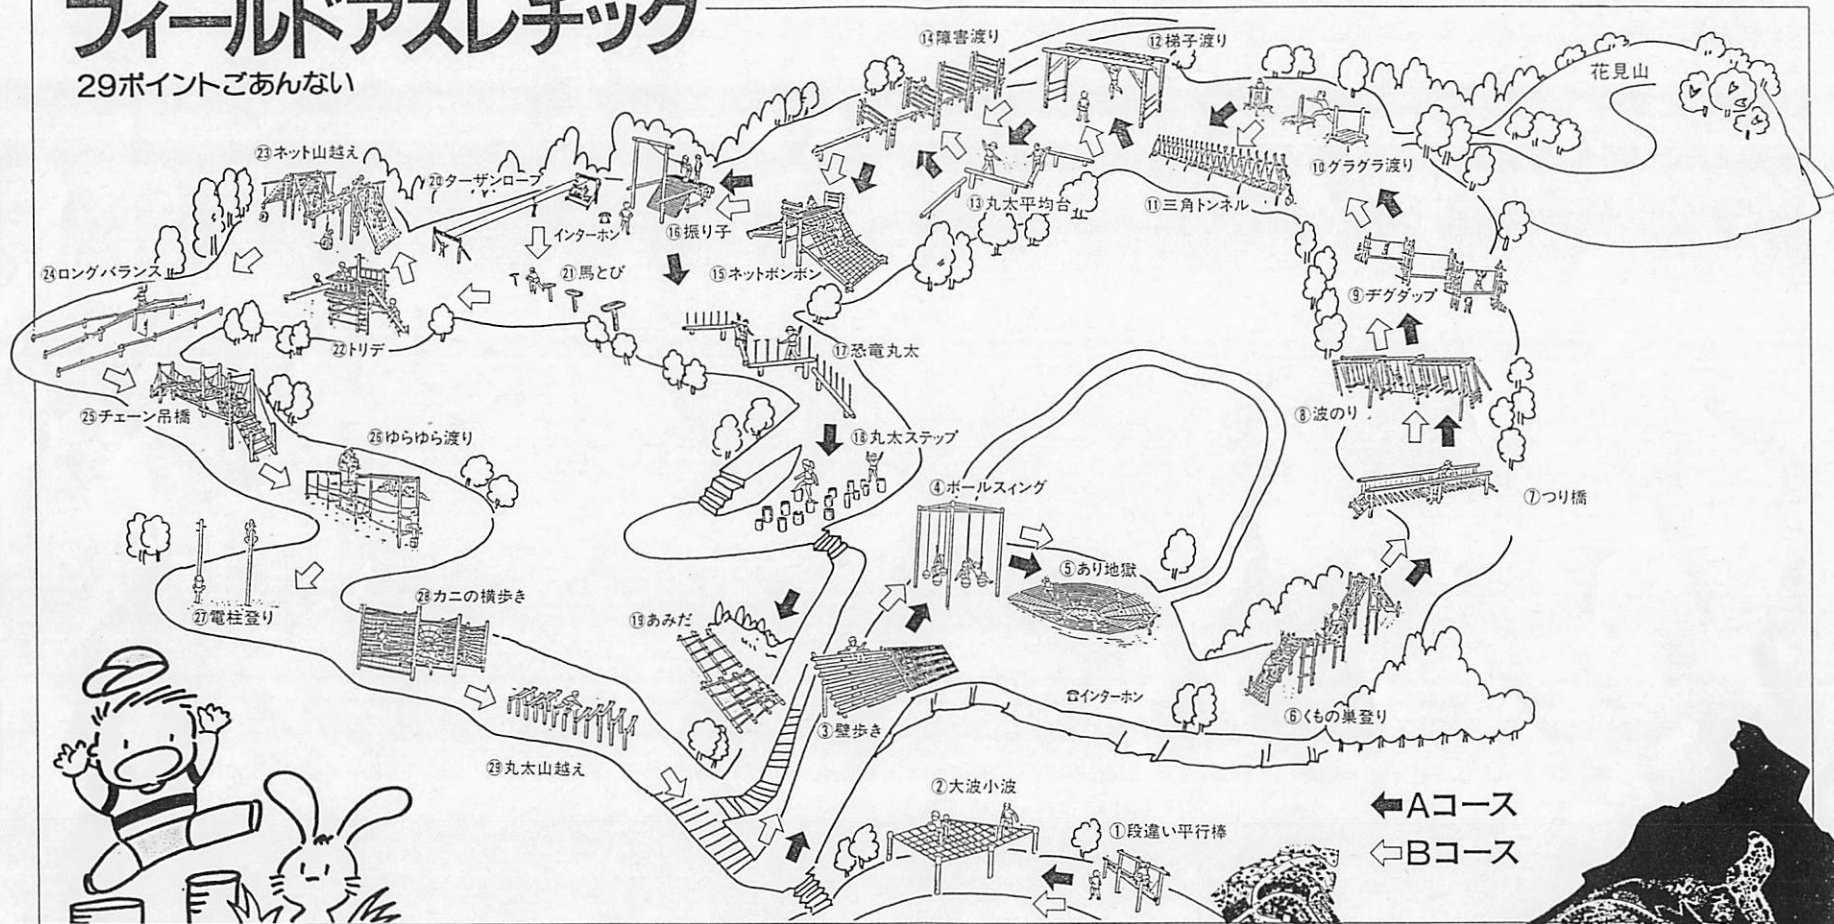 フィールドアスレチック
29ポイントごあんない
⑭障害渡り
⑫梯子渡り
花見山
㉓ネット山越え
⑳ターザンロープ
⑩グラグラ渡り
⑬丸太平均台
⑪三角トンネル
☎
インターホン
⑯振り子
㉔ロングバランス
㉑馬とび
⑮ネットボンボン
⑨ヂグダップ
㉒トリデ
⑰恐竜丸太
㉕チェーン吊橋
⑧波のり
㉖ゆらゆら渡り
⑱丸太ステップ
④ボールスィング
⑦つり橋
⑤あり地獄
㉘カニの横歩き
㉗電柱登り
⑲あみだ
☎インターホン
⑥くもの巣登り
③壁歩き
㉙丸太山越え
②大波小波
①段違い平行棒
⬅Aコース
⇦Bコース